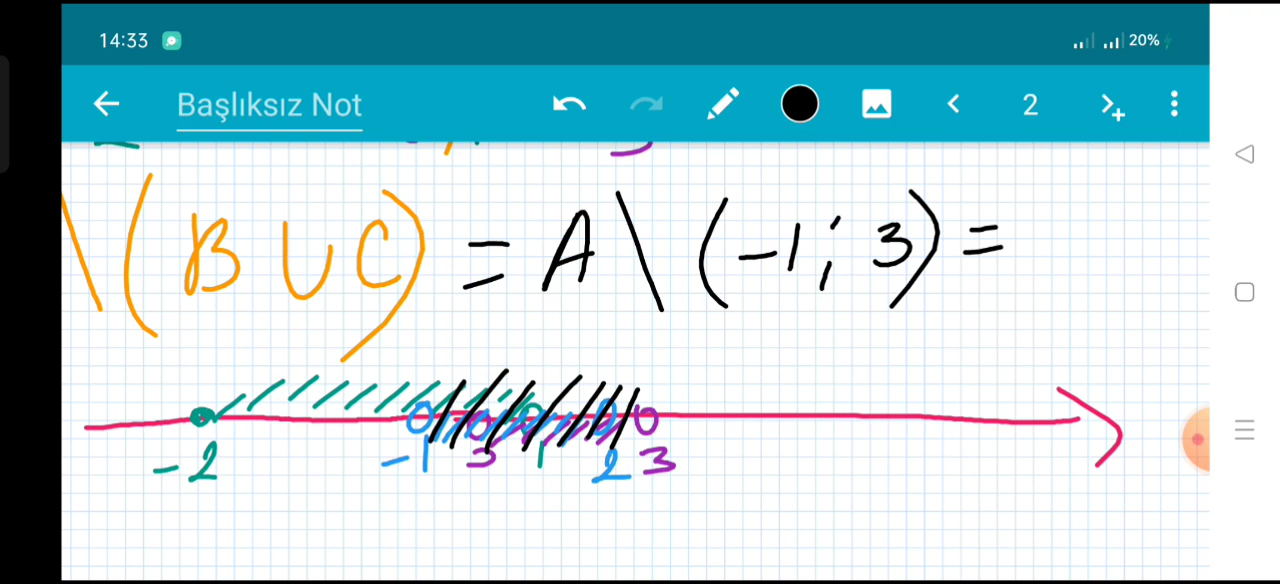 14:33 20%
Başlıksız Not 2
\(B∪C) = A\(-1; 3) =
-2 -1 3 1 2 3